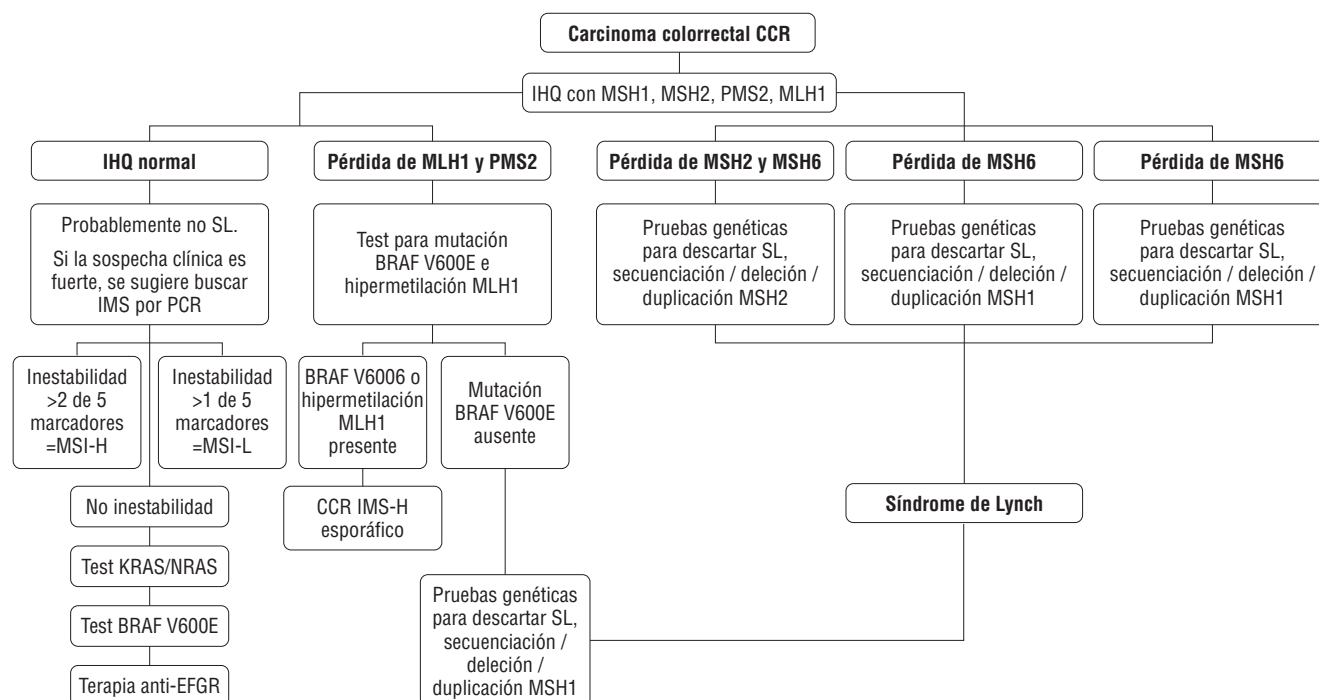 Carcinoma colorrectal CCR
IHQ con MSH1, MSH2, PMS2, MLH1
IHQ normal
Probablemente no SL.
Si la sospecha clínica es
fuerte, se sugiere buscar
IMS por PCR
Inestabilidad
>2 de 5
marcadores
=MSI-H
Inestabilidad
>1 de 5
marcadores
=MSI-L
No inestabilidad
Test KRAS/NRAS
Test BRAF V600E
Terapia anti-EFGR
Pérdida de MLH1 y PMS2
Test para mutación
BRAF V600E e
hipermetilación MLH1
BRAF V6006 o
hipermetilación
MLH1
presente
CCR IMS-H
esporáfico
Mutación
BRAF V600E
ausente
Pruebas genéticas
para descartar SL,
secuenciación /
deleción /
duplicación MSH1
Pérdida de MSH2 y MSH6
Pruebas genéticas
para descartar SL,
secuenciación / deleción /
duplicación MSH2
Pérdida de MSH6
Pruebas genéticas
para descartar SL,
secuenciación / deleción /
duplicación MSH1
Pérdida de MSH6
Pruebas genéticas
para descartar SL,
secuenciación / deleción /
duplicación MSH1
Síndrome de Lynch